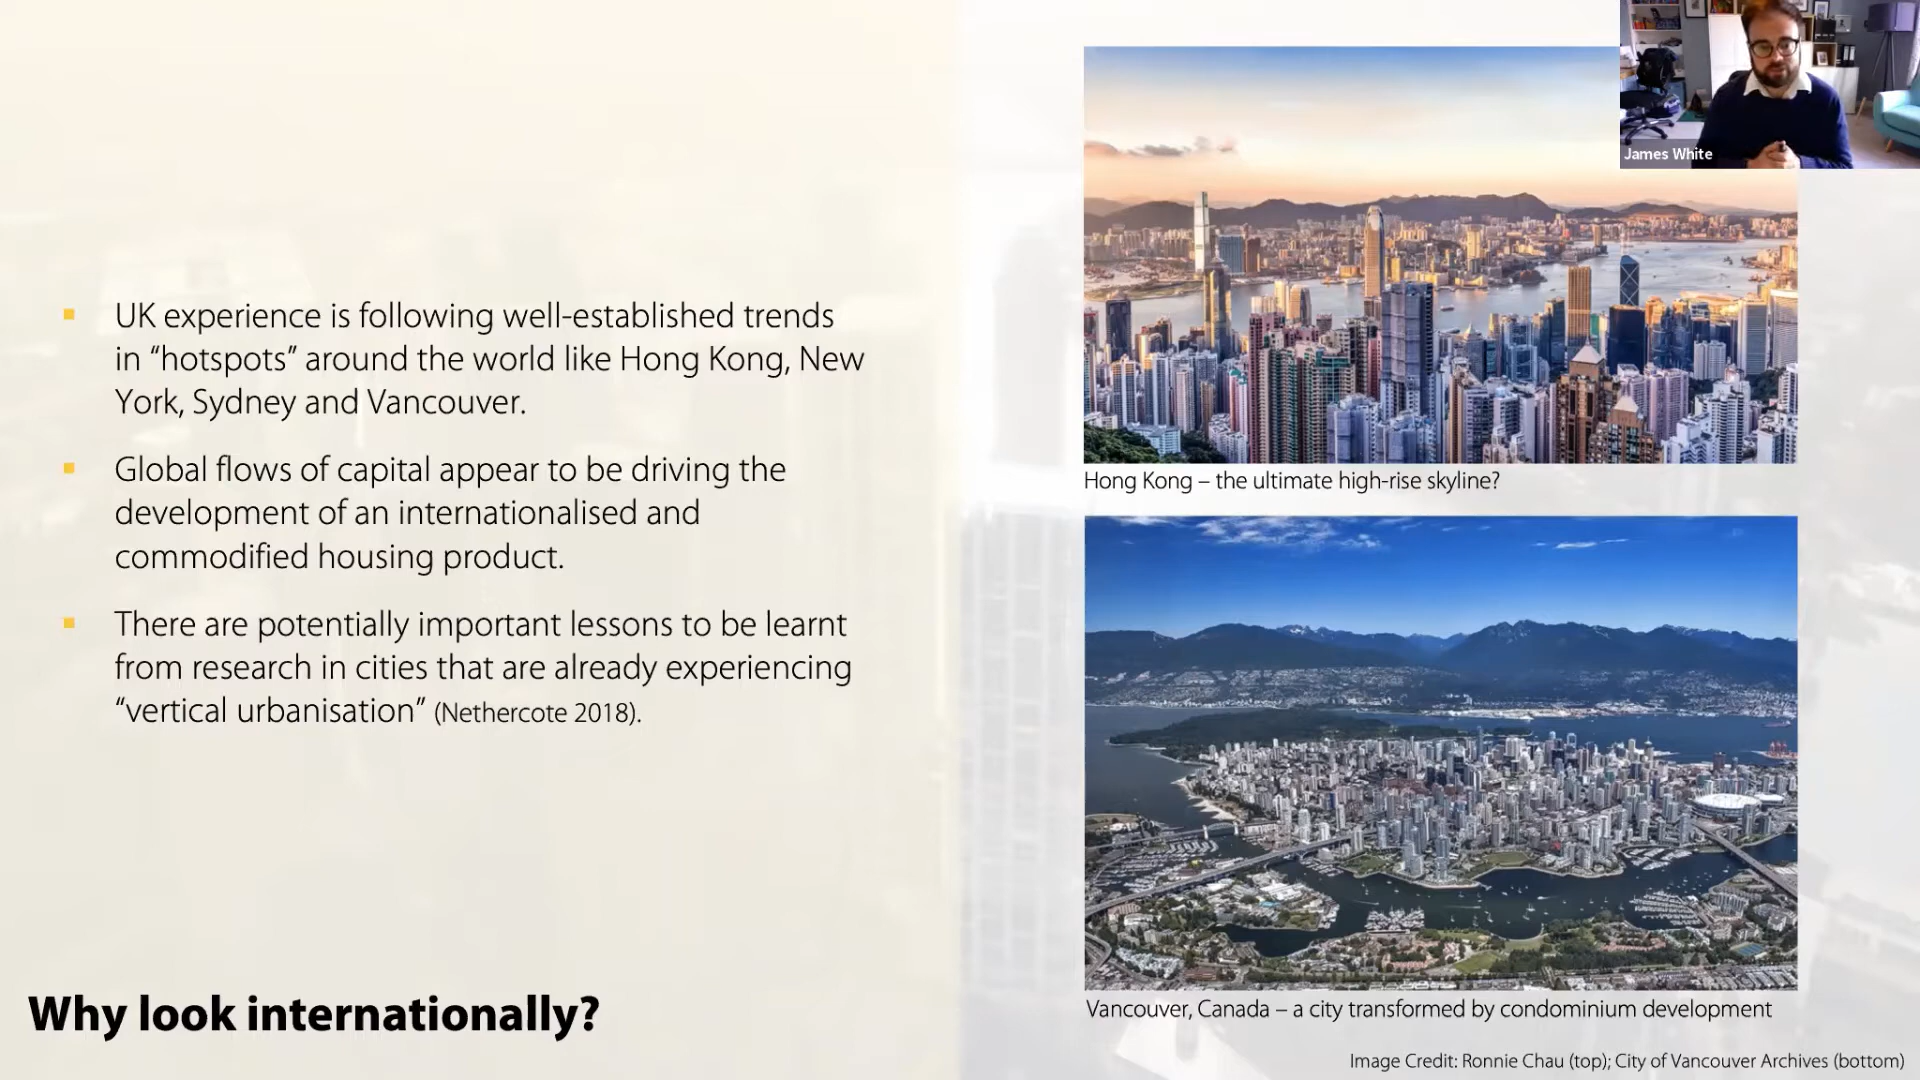 James White
UK experience is following well-established trends
in “hotspots” around the world like Hong Kong, New
York, Sydney and Vancouver.
Global flows of capital appear to be driving the
development of an internationalised and
commodified housing product.
There are potentially important lessons to be learnt
from research in cities that are already experiencing
“vertical urbanisation” (Nethercote 2018).
Hong Kong – the ultimate high-rise skyline?
Vancouver, Canada – a city transformed by condominium development
Why look internationally?
Image Credit: Ronnie Chau (top); City of Vancouver Archives (bottom)